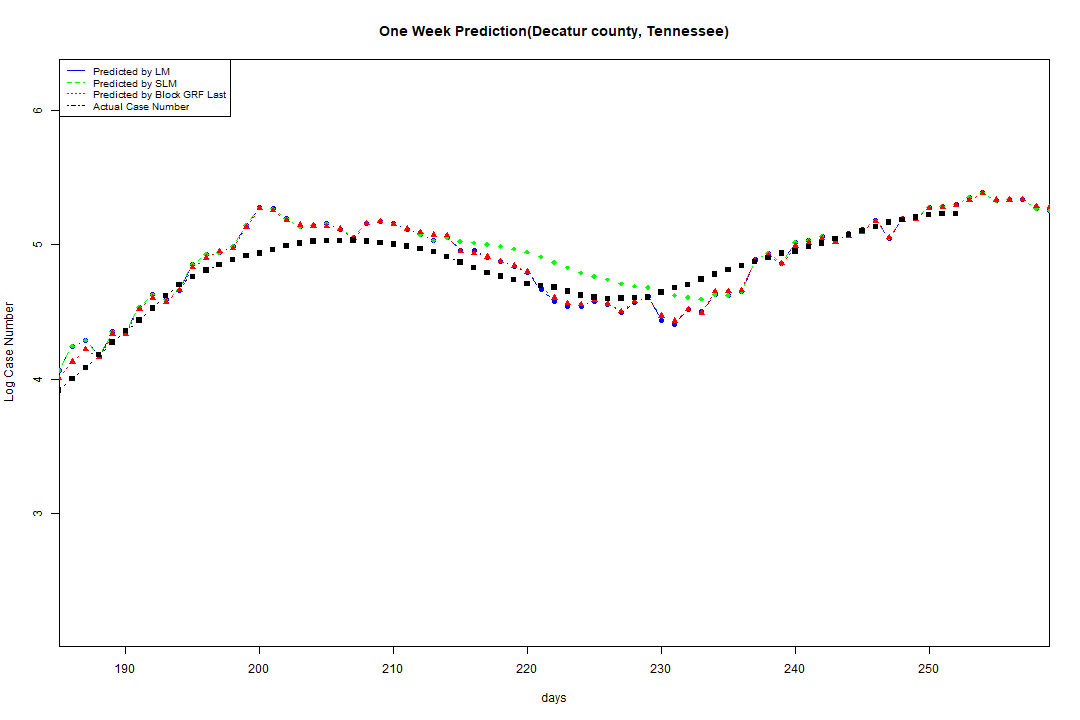 One Week Prediction(Decatur county, Tennessee)
Predicted by LM
Predicted by SLM
Predicted by Block GRF Last
Actual Case Number
6
5
4
3
Log Case Number
190 200 210 220 230 240 250
days